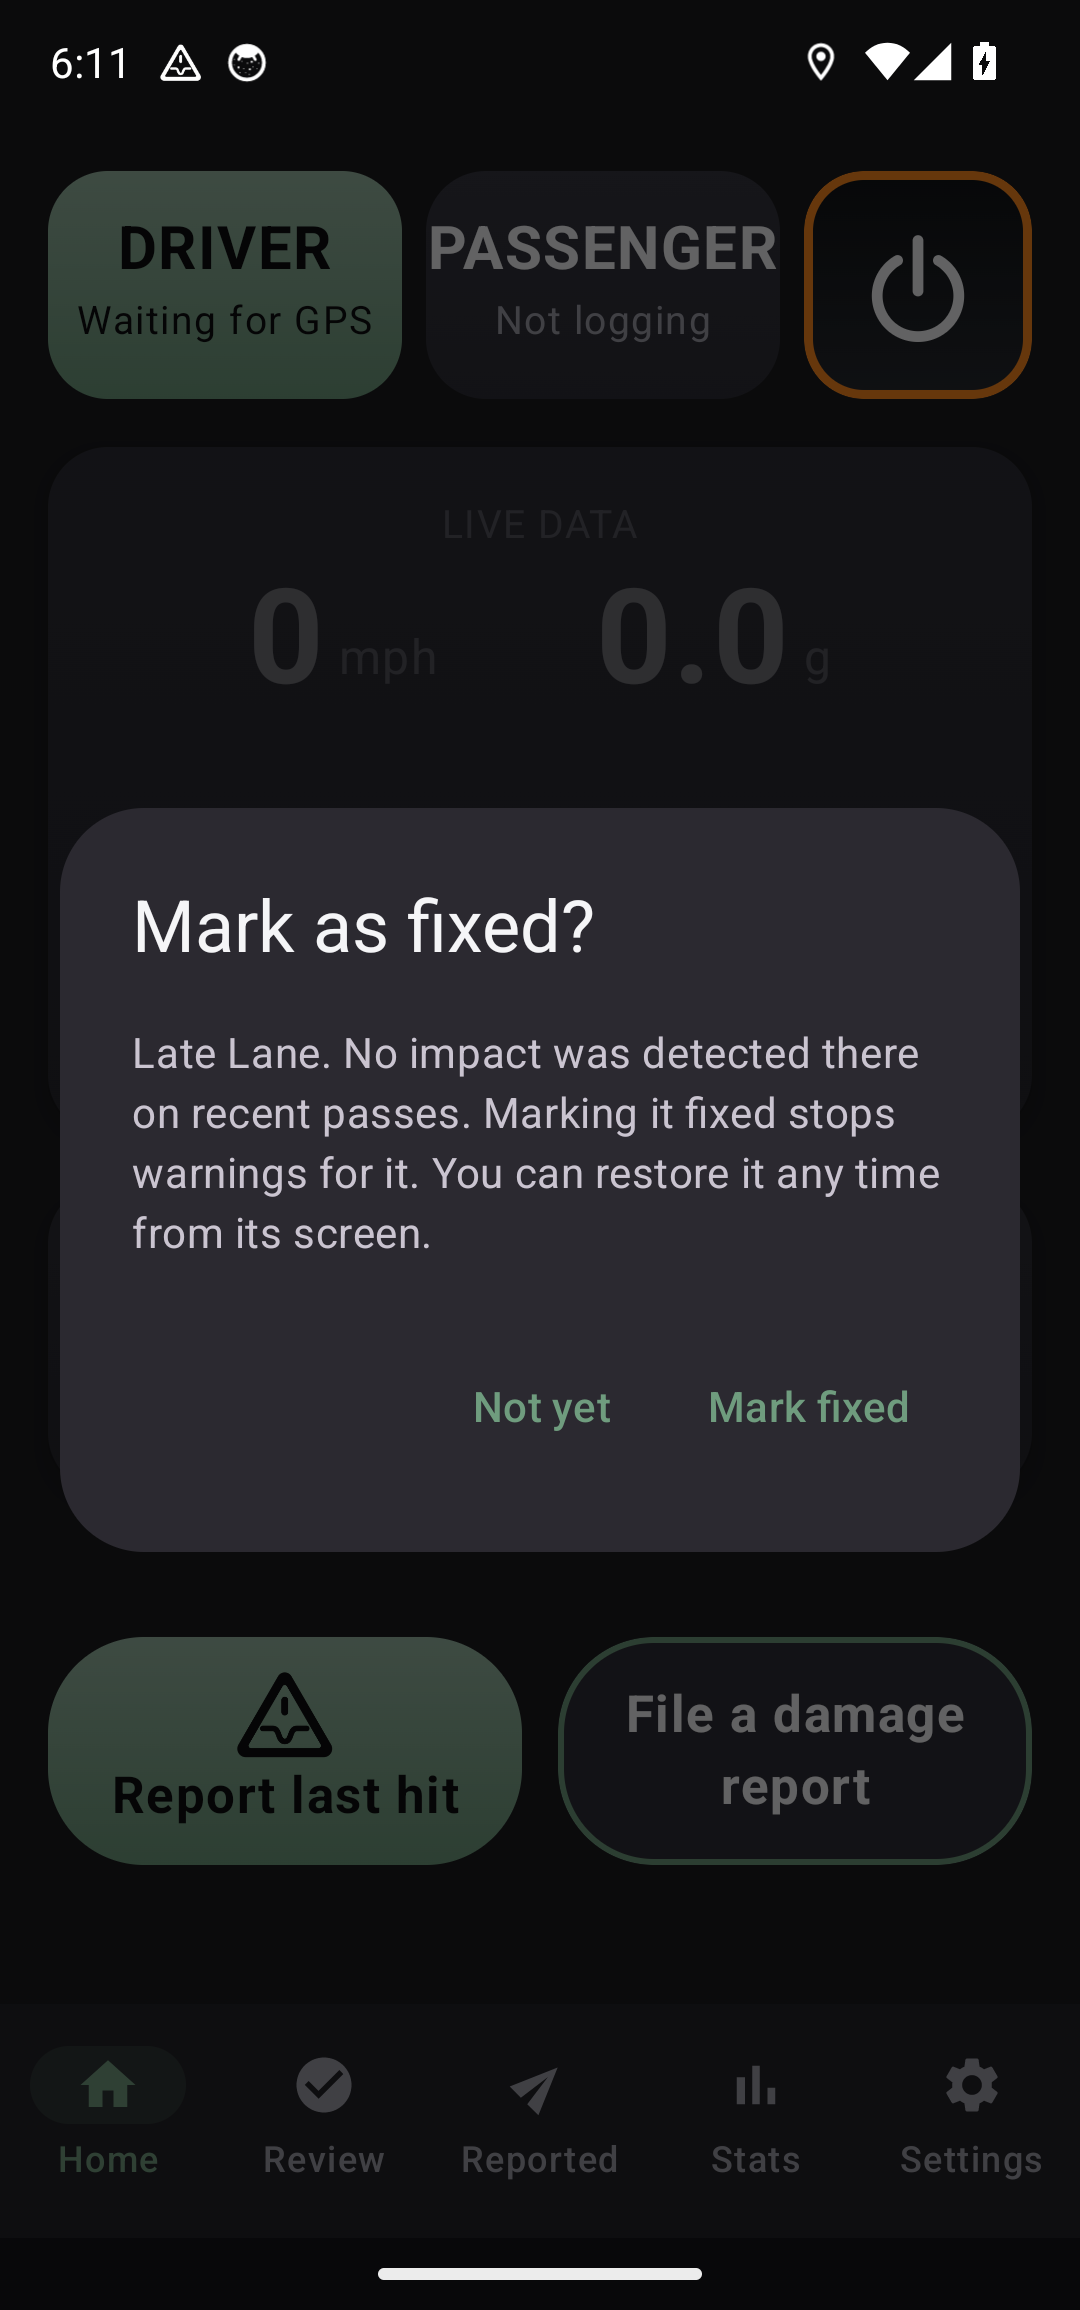 6:11
DRIVER
Waiting for GPS
PASSENGER
Not logging
LIVE DATA
0 mph
0.0 g
Mark as fixed?
Late Lane. No impact was detected there
on recent passes. Marking it fixed stops
warnings for it. You can restore it any time
from its screen.
Not yet
Mark fixed
Report last hit
File a damage
report
Home
Review
Reported
Stats
Settings